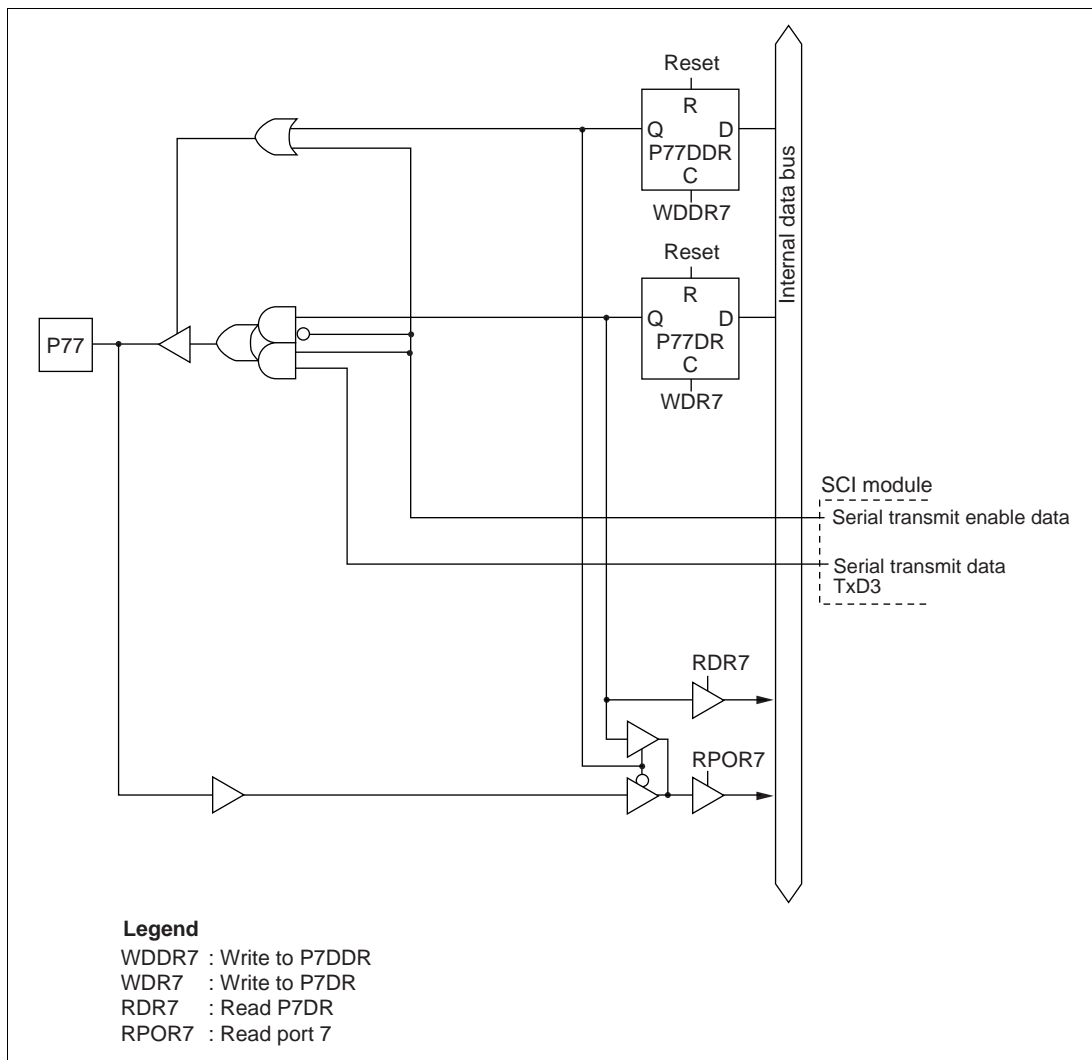 Reset
R
Q D
P77DDR
C
WDDR7
Internal data bus
Reset
R
Q D
P77DR
C
WDR7
P77
SCI module
Serial transmit enable data
Serial transmit data
TxD3
RDR7
RPOR7
Legend
WDDR7 : Write to P7DDR
WDR7 : Write to P7DR
RDR7 : Read P7DR
RPOR7 : Read port 7